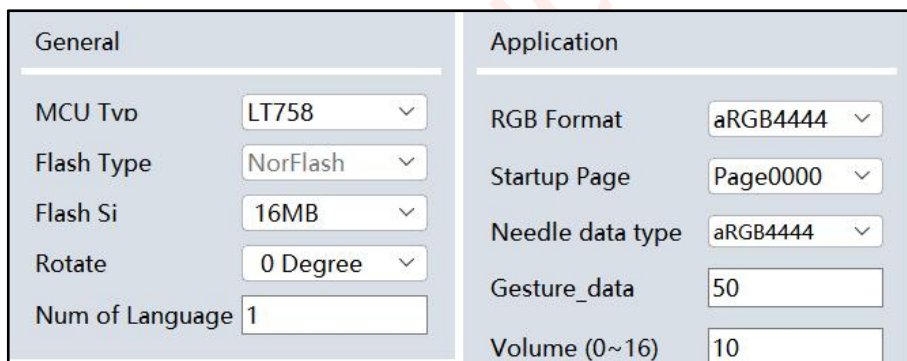 General
MCU Typ
LT758
Flash Type
NorFlash
Flash Si
16MB
Rotate
0 Degree
Num of Language
1
Application
RGB Format
aRGB4444
Startup Page
Page0000
Needle data type
aRGB4444
Gesture_data
50
Volume (0~16)
10